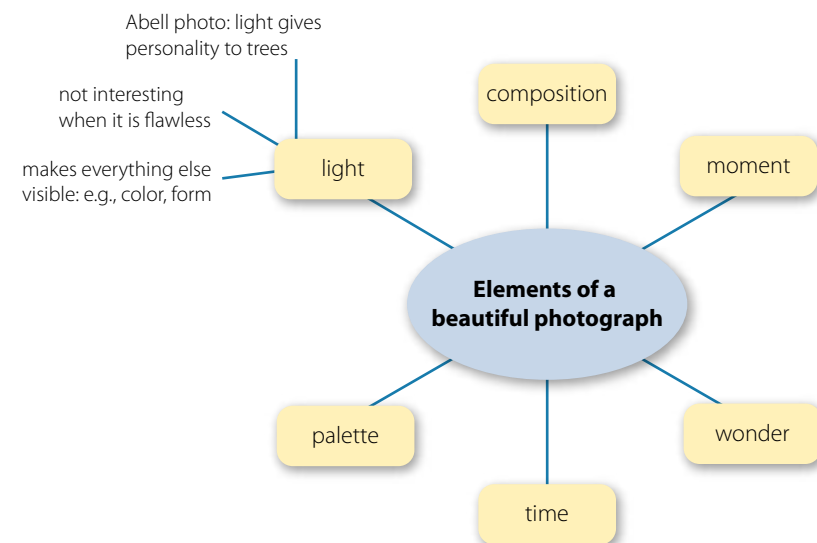 Abell photo: light gives
personality to trees
not interesting
when it is flawless
makes everything else
visible: e.g., color, form
light
composition
moment
Elements of a
beautiful photograph
palette
time
wonder